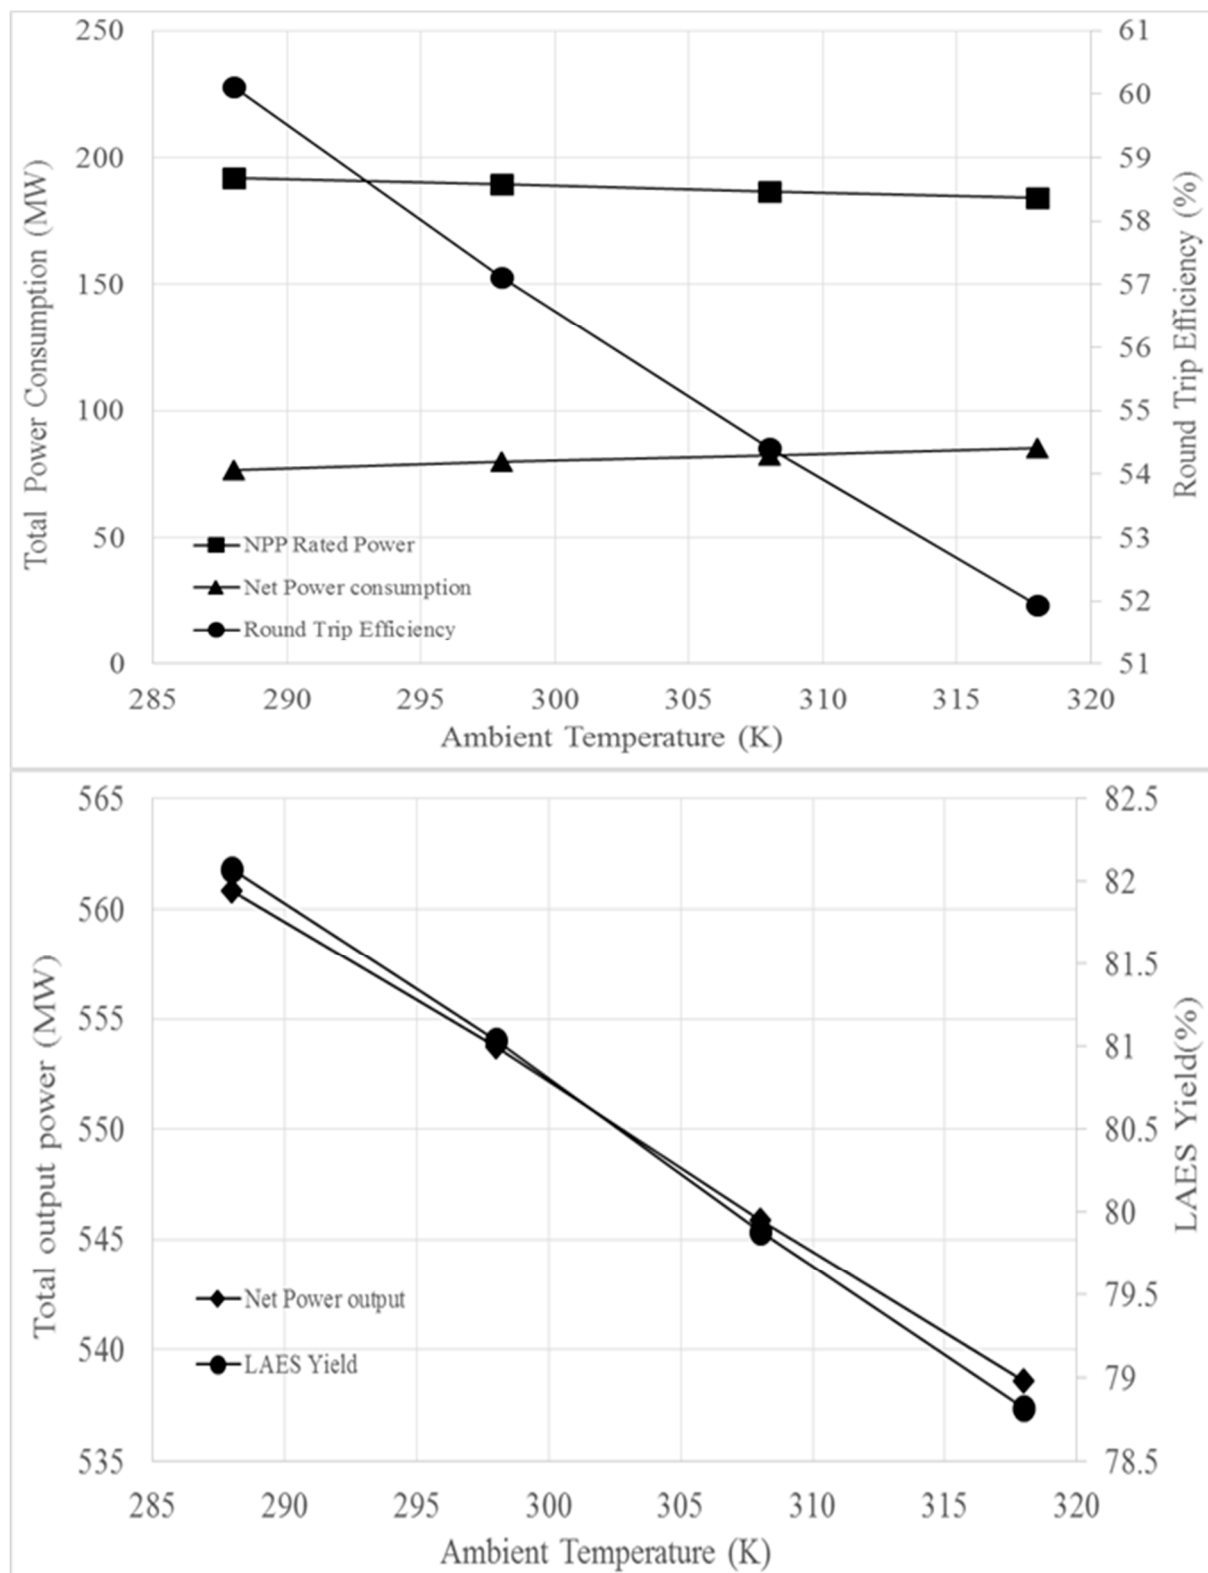 250
200
150
100
50
0
Total Power Consumption (MW)
61
60
59
58
57
56
55
54
53
52
51
Round Trip Efficiency (%)
NPP Rated Power
Net Power consumption
Round Trip Efficiency
285 290 295 300 305 310 315 320
Ambient Temperature (K)
565
560
555
550
545
540
535
Total output power (MW)
82.5
82
81.5
81
80.5
80
79.5
79
78.5
LAES Yield(%)
Net Power output
LAES Yield
285 290 295 300 305 310 315 320
Ambient Temperature (K)